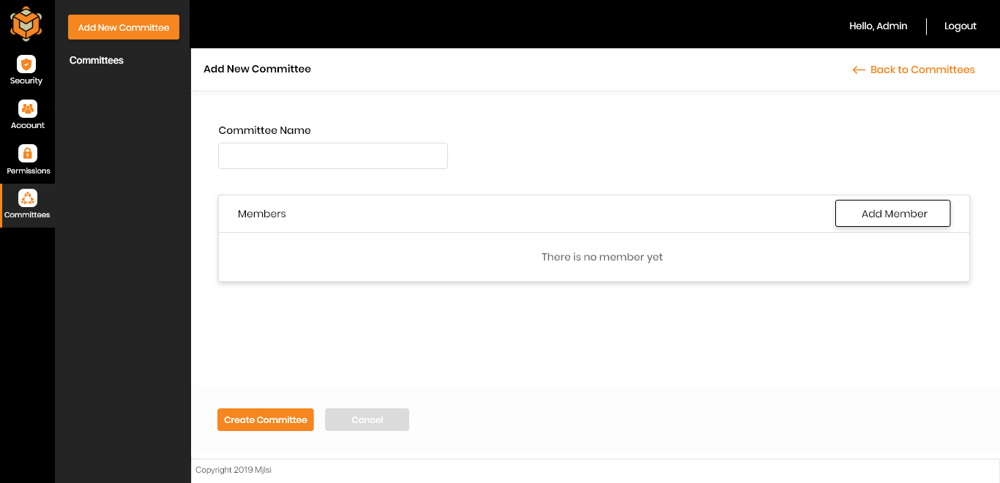 Add New Committee
Hello, Admin
Logout
Security
Account
Permissions
Committees
Committees
Add New Committee
Back to Committees
Committee Name
Members
Add Member
There is no member yet
Create Committee
Cancel
Copyright 2019 Mjlsi